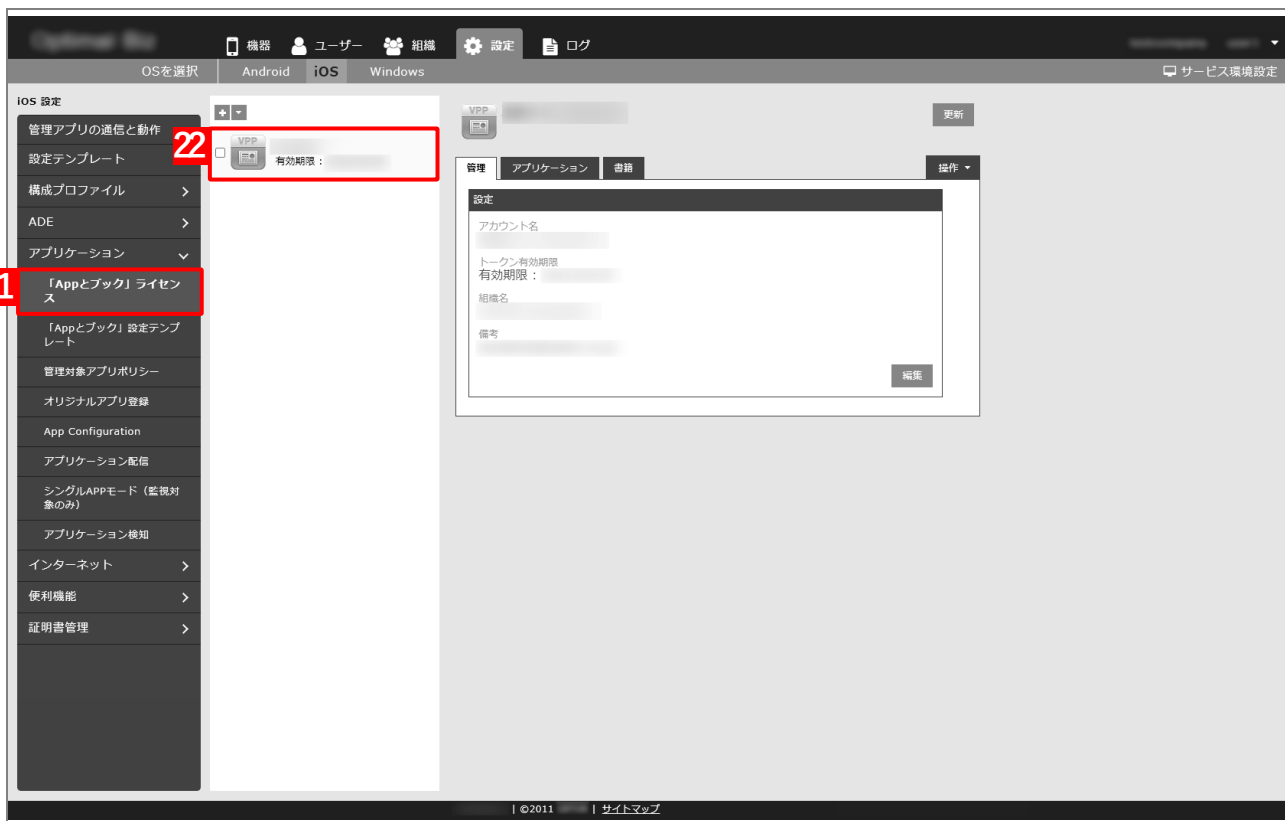 機器 ユーザー 組織 設定 ログ
OSを選択 Android iOS Windows サービス環境設定
iOS 設定
管理アプリの通信と動作
設定テンプレート
構成プロファイル
ADE
アプリケーション
1
「Appとブック」ライセン
ス
「Appとブック」設定テンプ
レート
管理対象アプリポリシー
オリジナルアプリ登録
App Configuration
アプリケーション配信
シングルAPPモード（監視対
象のみ）
アプリケーション検知
インターネット
便利機能
証明書管理
22
VPP
有効期限：
VPP
更新
管理 アプリケーション 書籍 操作
設定
アカウント名
トークン有効期限
有効期限：
組織名
備考
編集
| ©2011 | サイトマップ